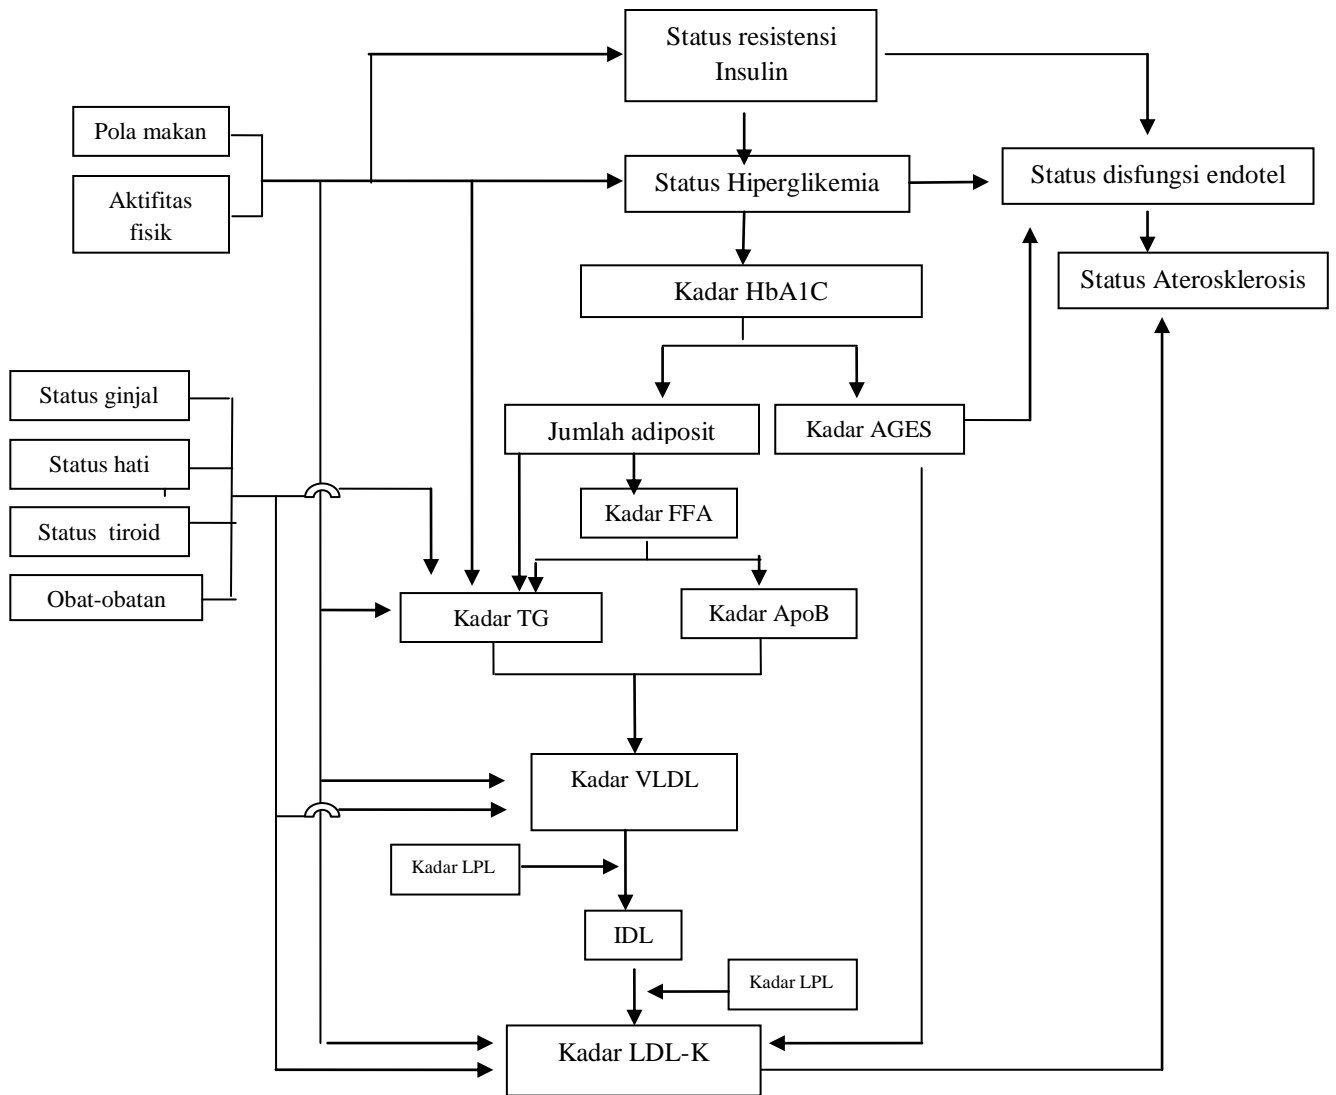 Status resistensi
Insulin
Pola makan
Aktifitas
fisik
Status Hiperglikemia
Status disfungsi endotel
Kadar HbA1C
Status Aterosklerosis
Status ginjal
Status hati
Status tiroid
Obat-obatan
Jumlah adiposit
Kadar AGES
Kadar FFA
Kadar TG
Kadar ApoB
Kadar VLDL
Kadar LPL
IDL
Kadar LPL
Kadar LDL-K